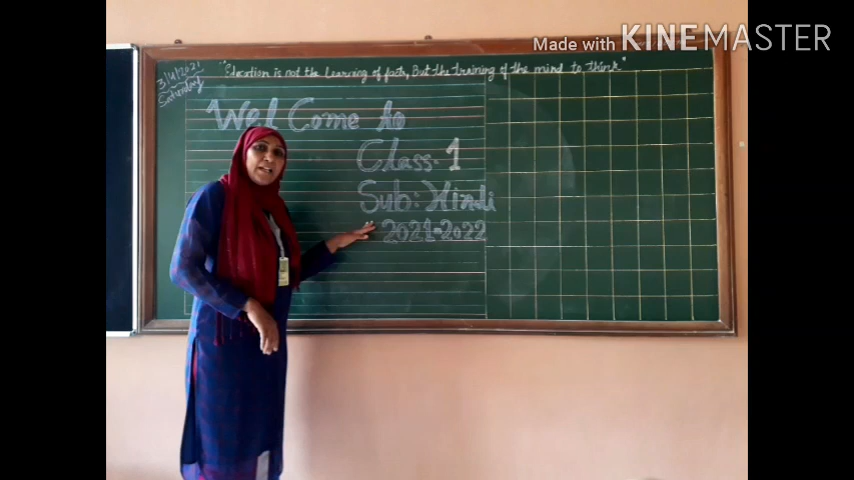 Made with KINEMASTER
"Education is not the learning of facts, But the training of the mind to think"
3/4/2021
Saturday
Wel Come to
Class-1
Sub: Hindi
2021-2022